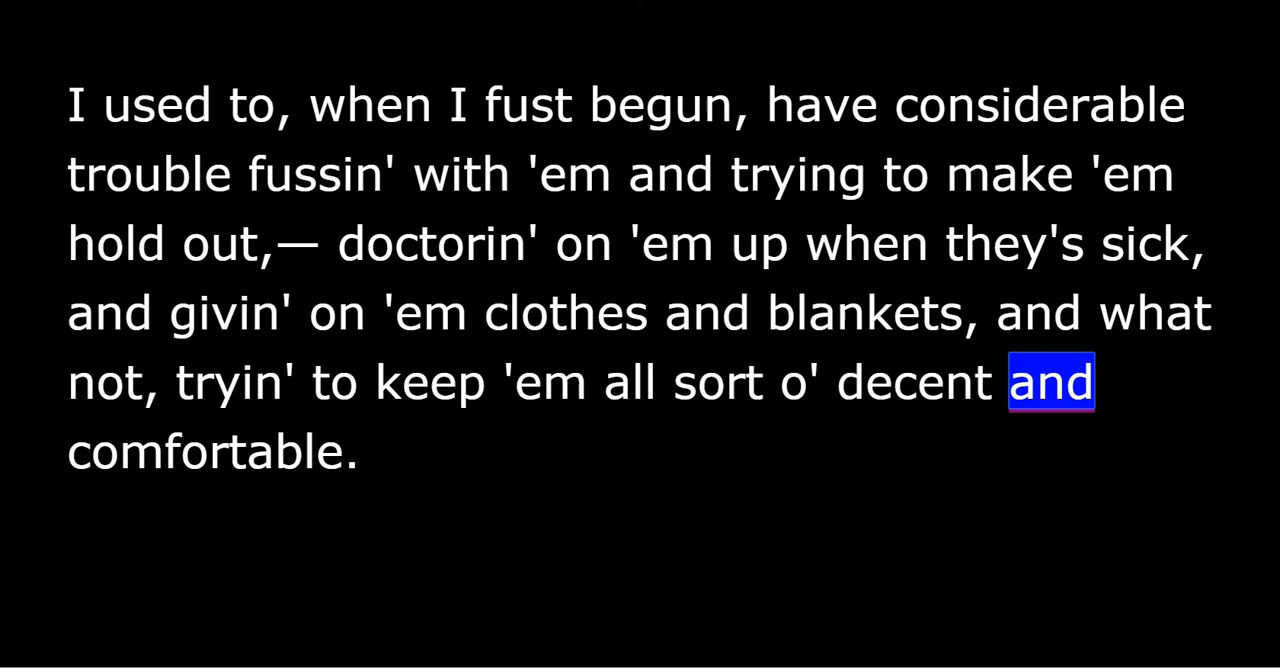 I used to, when I fust begun, have considerable
trouble fussin' with 'em and trying to make 'em
hold out,— doctorin' on 'em up when they's sick,
and givin' on 'em clothes and blankets, and what
not, tryin' to keep 'em all sort o' decent and
comfortable.